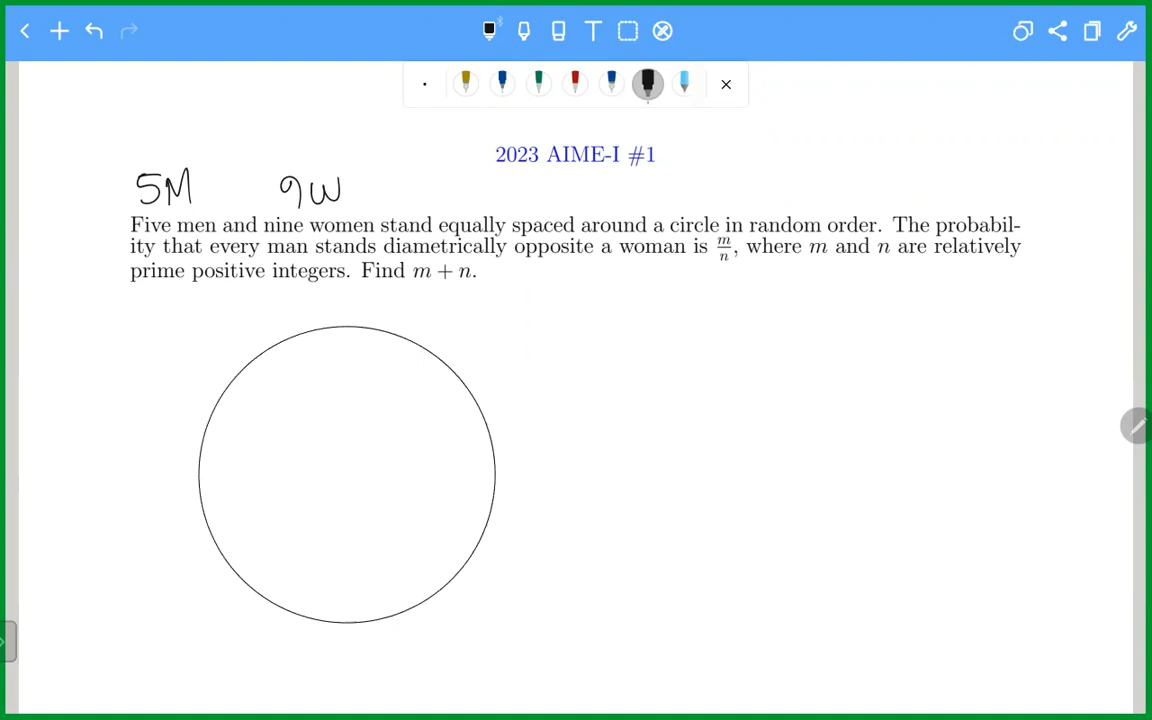 2023 AIME-I #1
5M 9W
Five men and nine women stand equally spaced around a circle in random order. The probabil-
ity that every man stands diametrically opposite a woman is m/n, where m and n are relatively
prime positive integers. Find m + n.